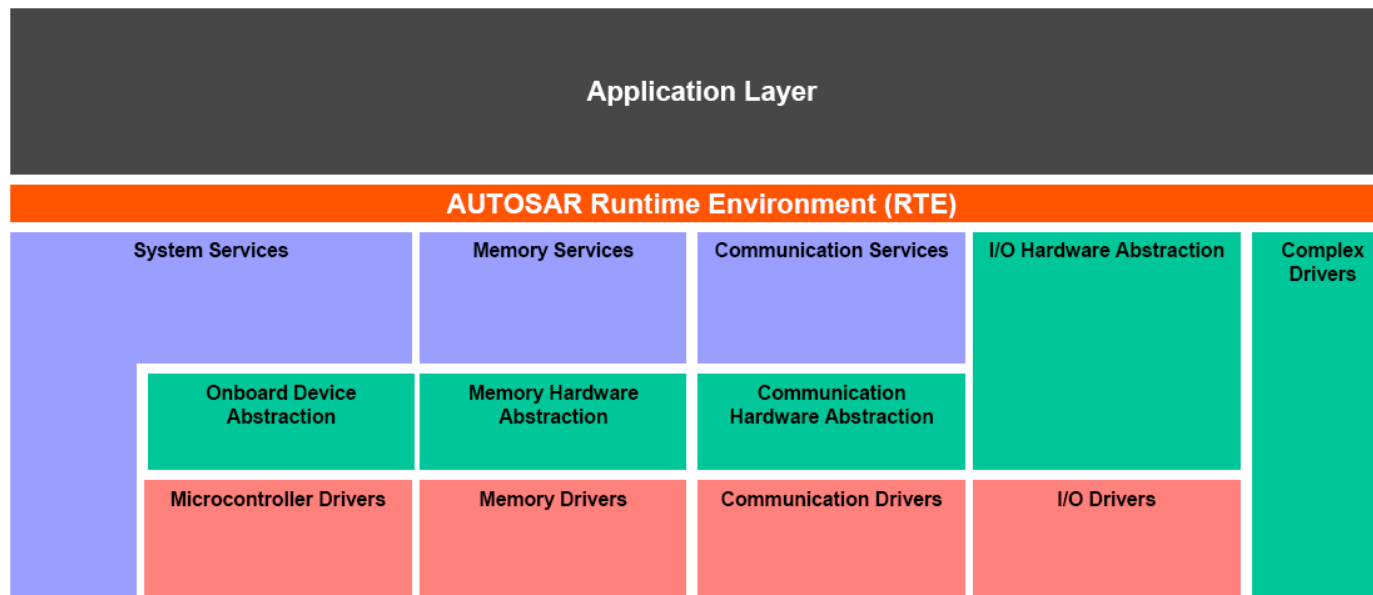 Application Layer
AUTOSAR Runtime Environment (RTE)
System Services
Memory Services
Communication Services
I/O Hardware Abstraction
Complex
Drivers
Onboard Device
Abstraction
Memory Hardware
Abstraction
Communication
Hardware Abstraction
Microcontroller Drivers
Memory Drivers
Communication Drivers
I/O Drivers